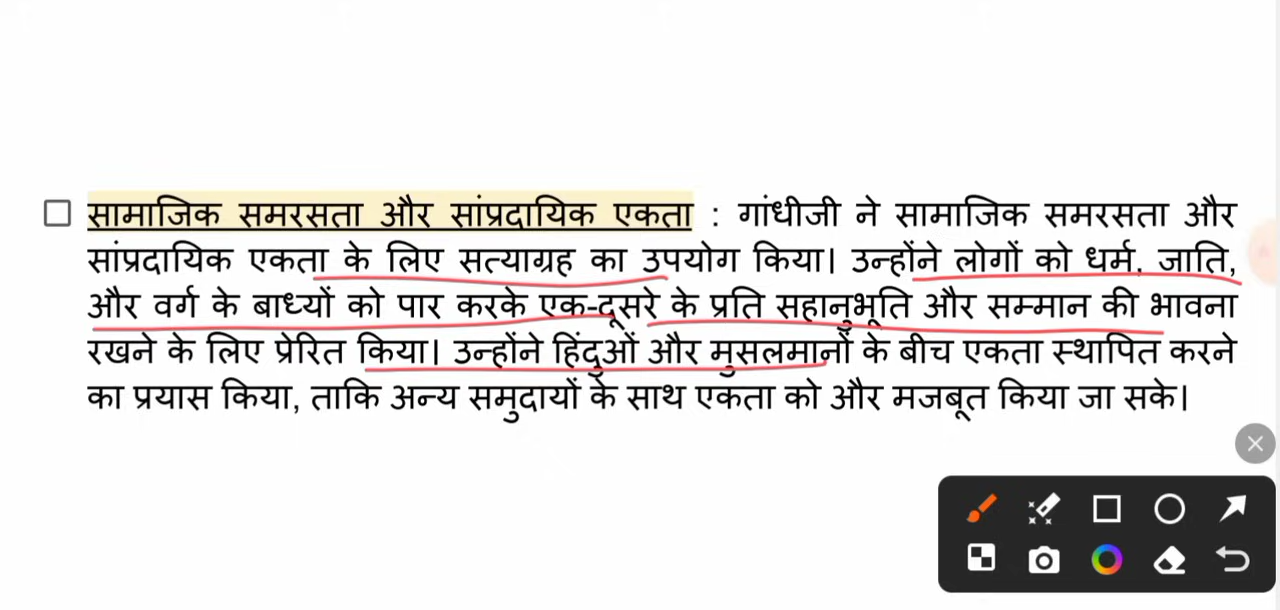 सामाजिक समरसता और सांप्रदायिक एकता : गांधीजी ने सामाजिक समरसता और
सांप्रदायिक एकता के लिए सत्याग्रह का उपयोग किया। उन्होंने लोगों को धर्म, जाति,
और वर्ग के बाध्यों को पार करके एक-दूसरे के प्रति सहानुभूति और सम्मान की भावना
रखने के लिए प्रेरित किया। उन्होंने हिंदुओं और मुसलमानों के बीच एकता स्थापित करने
का प्रयास किया, ताकि अन्य समुदायों के साथ एकता को और मजबूत किया जा सके।